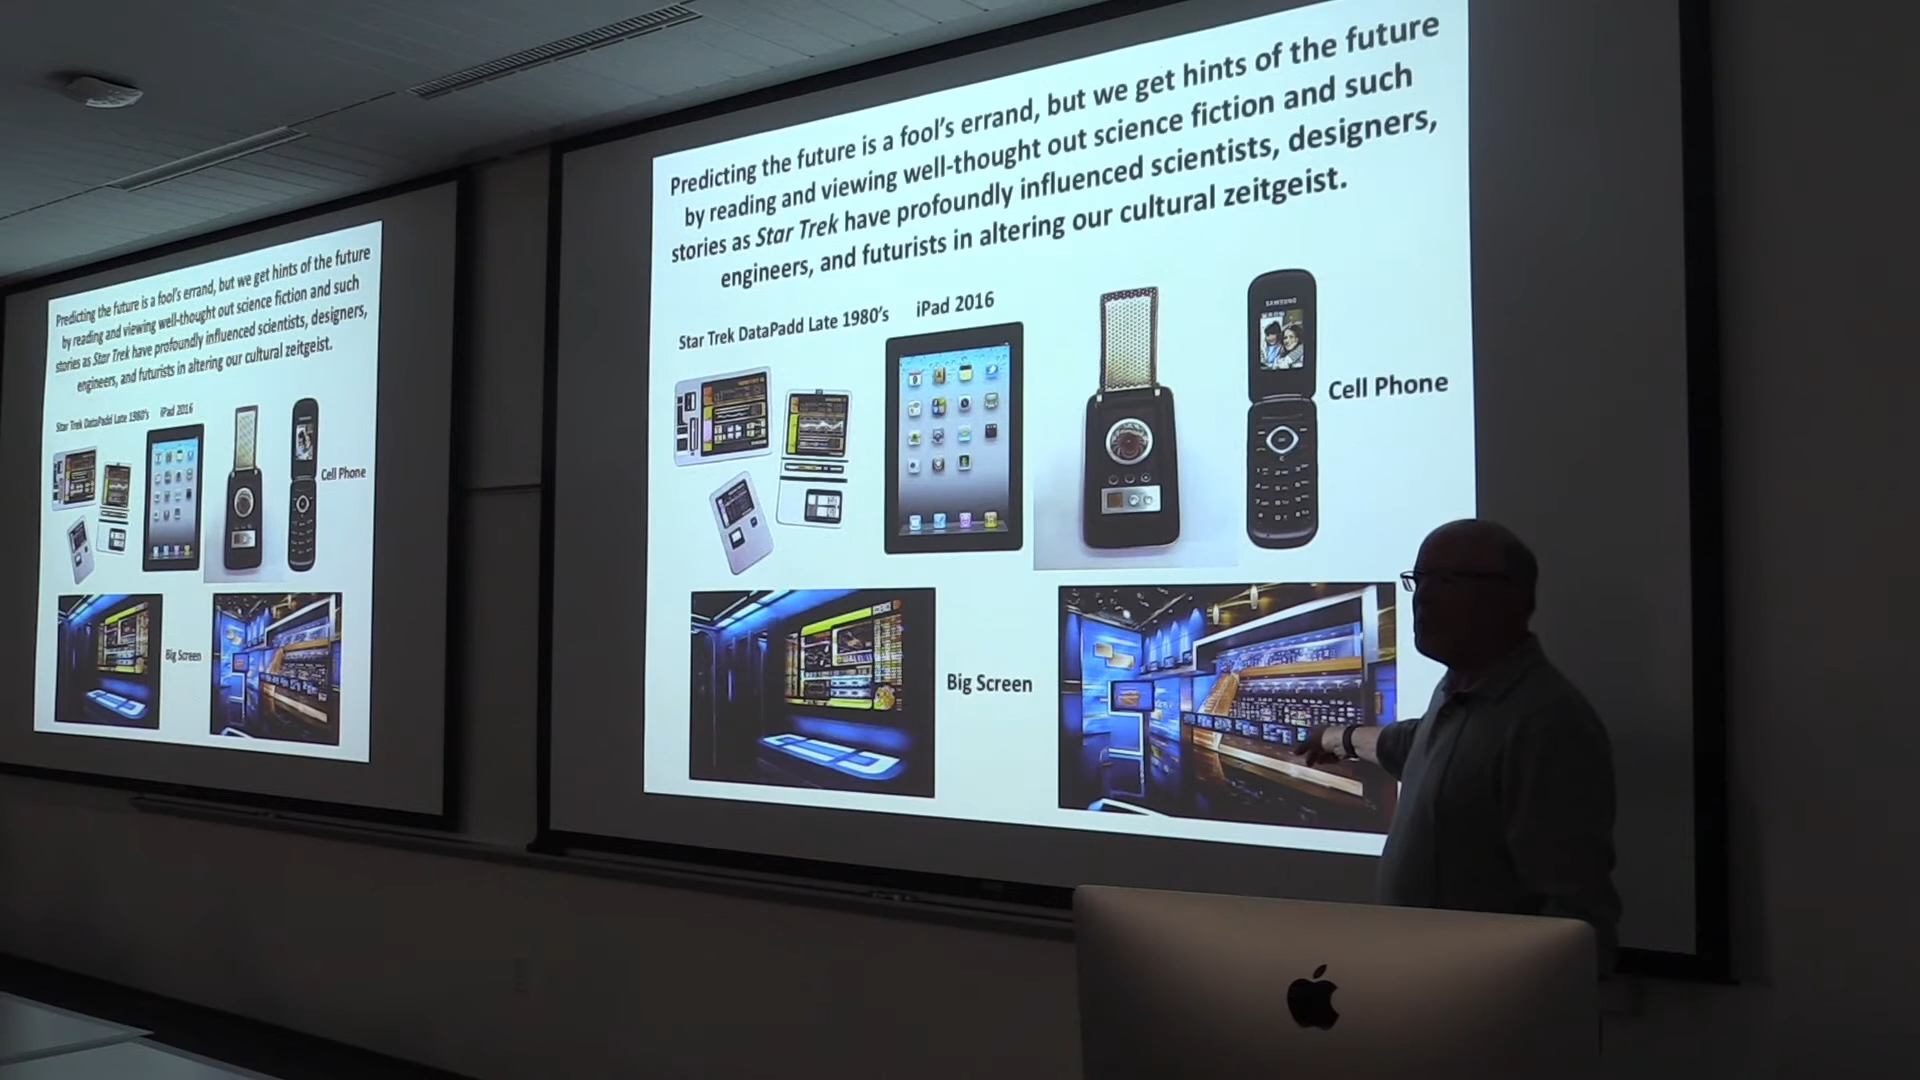 Predicting the future is a fool's errand, but we get hints of the future
by reading and viewing well-thought out science fiction and such
stories as Star Trek have profoundly influenced scientists, designers,
engineers, and futurists in altering our cultural zeitgeist.
Star Trek DataPadd Late 1980's
iPad 2016
SAMSUNG
Cell Phone
SCIENCE
Big Screen
Predicting the future is a fool's errand, but we get hints of the future
by reading and viewing well-thought out science fiction and such
stories as Star Trek have profoundly influenced scientists, designers,
engineers, and futurists in altering our cultural zeitgeist.
Star Trek DataPadd Late 1980's
iPad 2016
Cell Phone
Big Screen